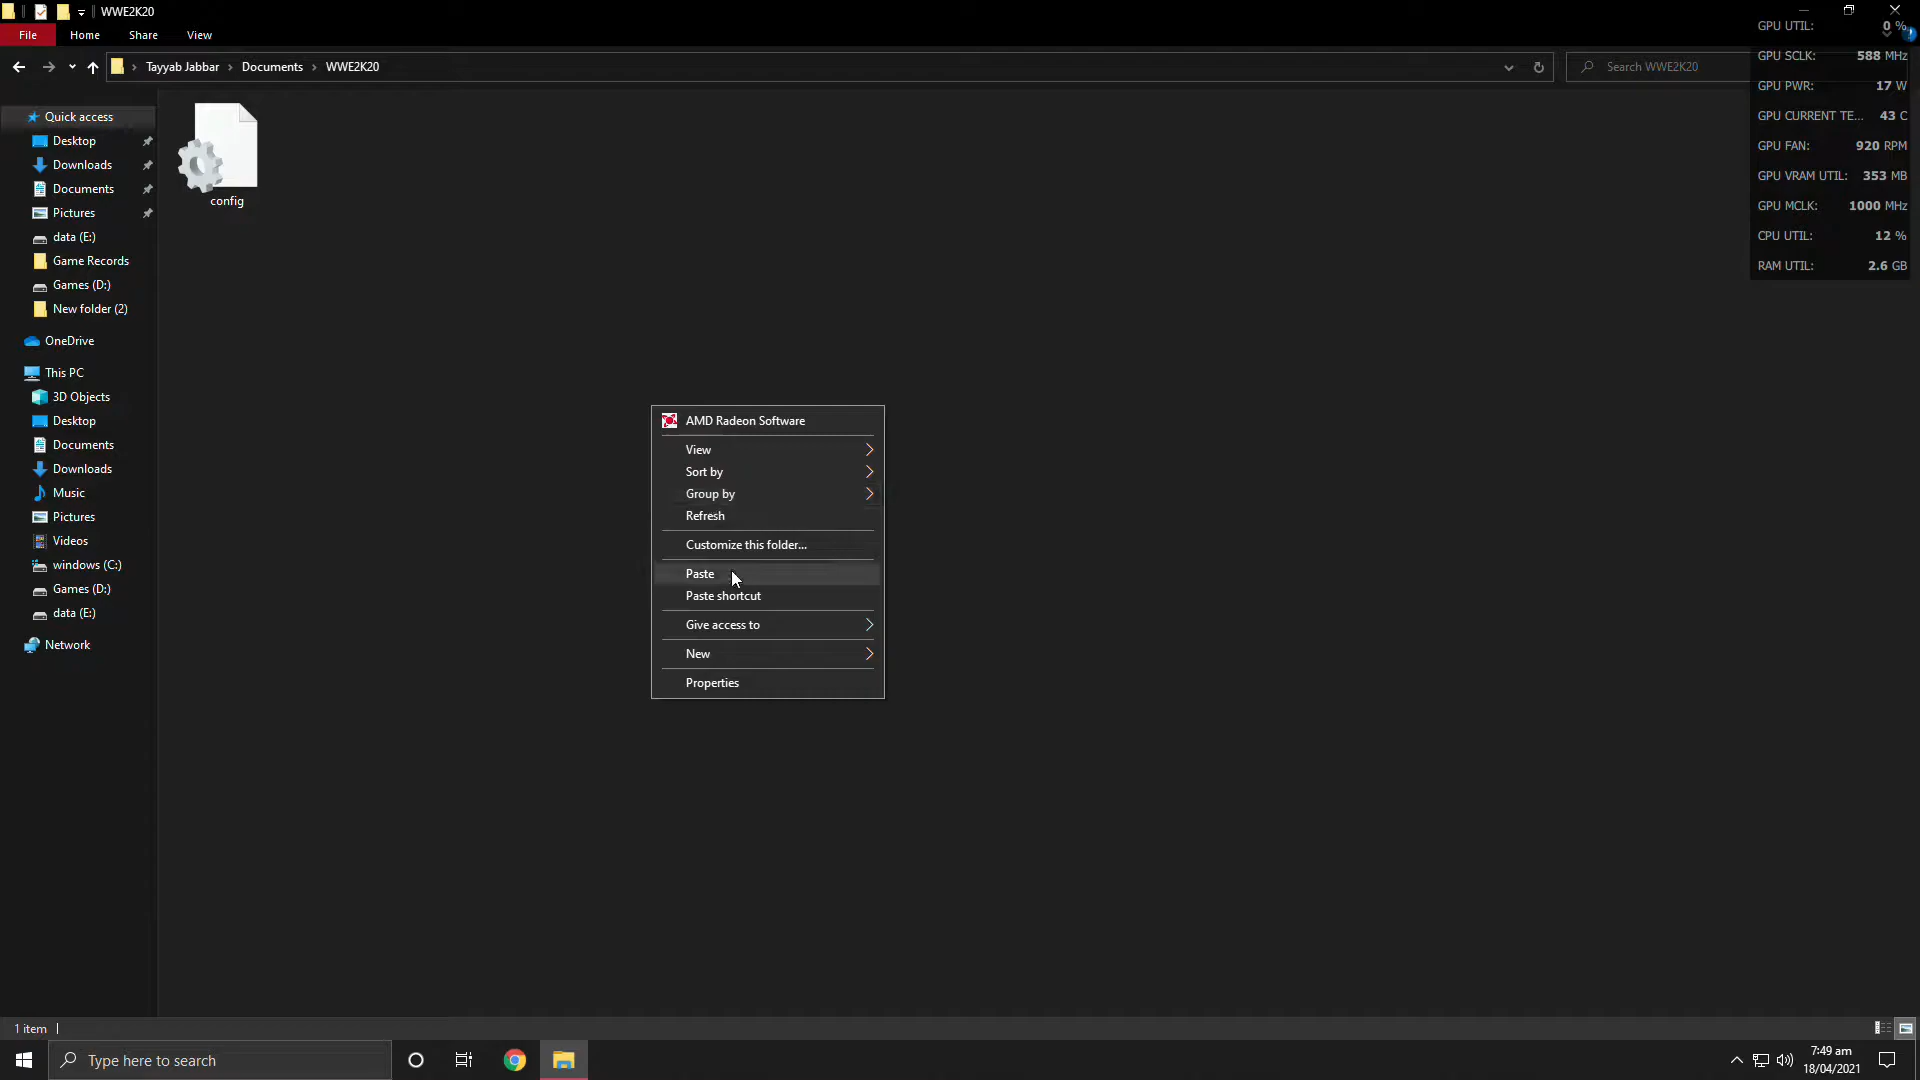 WWE2K20
File
Home
Share
View
Tayyab Jabbar
Documents
WWE2K20
Search WWE2K20
GPU UTIL: 0 %
GPU SCLK: 588 MHz
GPU PWR: 17 W
GPU CURRENT TE... 43 C
GPU FAN: 920 RPM
GPU VRAM UTIL: 353 MB
GPU MCLK: 1000 MHz
CPU UTIL: 12 %
RAM UTIL: 2.6 GB
Quick access
Desktop
Downloads
Documents
Pictures
data (E:)
Game Records
Games (D:)
New folder (2)
OneDrive
This PC
3D Objects
Desktop
Documents
Downloads
Music
Pictures
Videos
windows (C:)
Games (D:)
data (E:)
Network
config
AMD Radeon Software
View
Sort by
Group by
Refresh
Customize this folder...
Paste
Paste shortcut
Give access to
New
Properties
1 item
Type here to search
7:49 am
18/04/2021